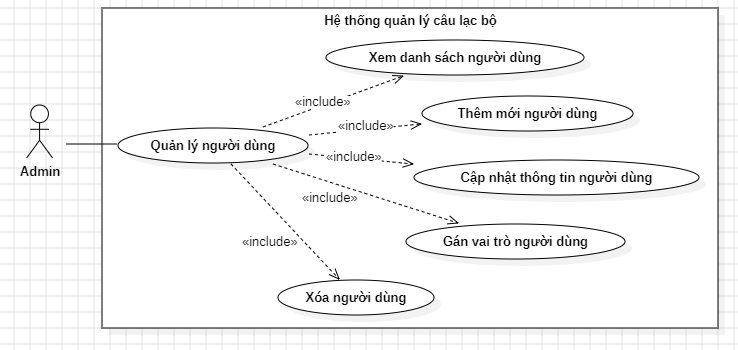 Hệ thống quản lý câu lạc bộ
Xem danh sách người dùng
«include»
Thêm mới người dùng
«include»
Quản lý người dùng
«include»
Admin
Cập nhật thông tin người dùng
«include»
Gán vai trò người dùng
«include»
Xóa người dùng